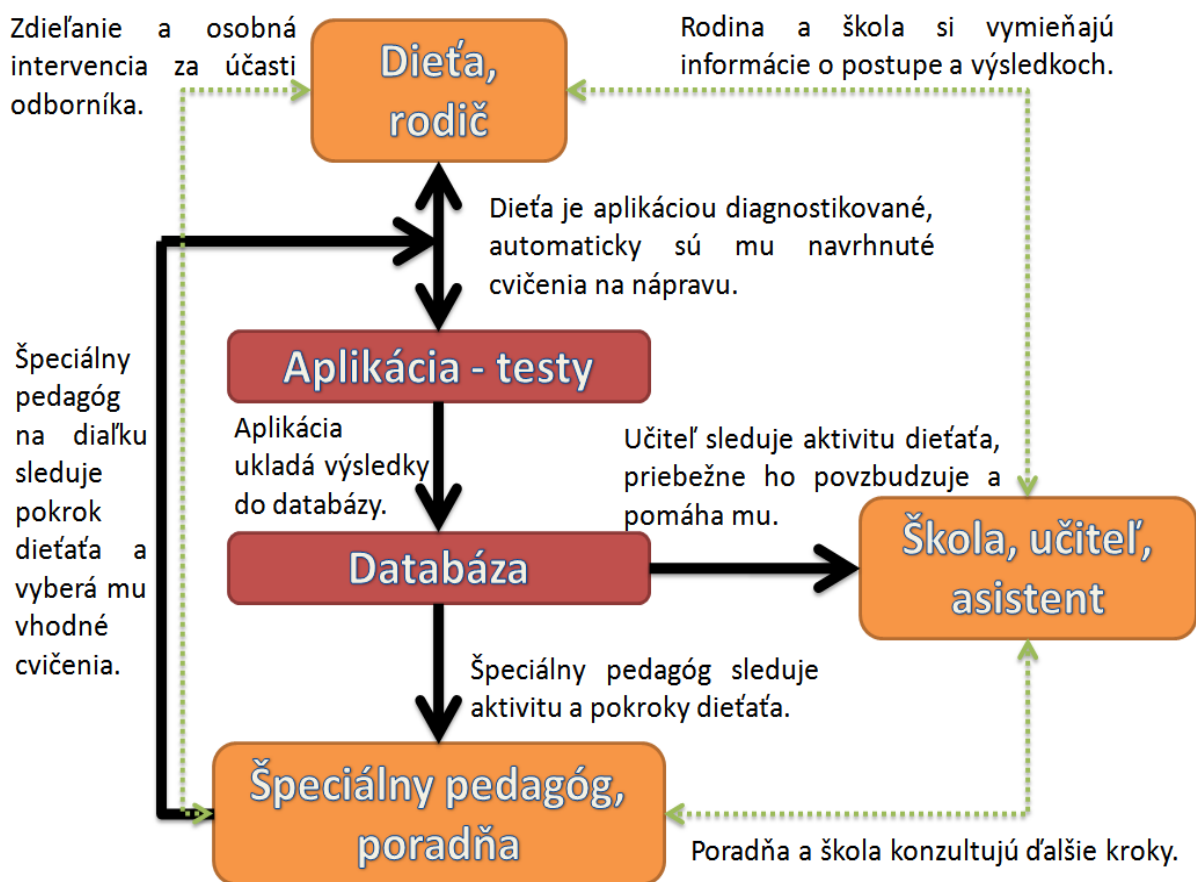 Zdieľanie a osobná
intervencia za účasti
odborníka.
Dieťa,
rodič
Rodina a škola si vymieňajú
informácie o postupe a výsledkoch.
Dieťa je aplikáciou diagnostikované,
automaticky sú mu navrhnuté
cvičenia na nápravu.
Špeciálny
pedagóg
na diaľku
sleduje
pokrok
dieťaťa a
vyberá mu
vhodné
cvičenia.
Aplikácia - testy
Aplikácia
ukladá výsledky
do databázy.
Učiteľ sleduje aktivitu dieťaťa,
priebežne ho povzbudzuje a
pomáha mu.
Databáza
Škola, učiteľ,
asistent
Špeciálny pedagóg sleduje
aktivitu a pokroky dieťaťa.
Špeciálny pedagóg,
poradňa
Poradňa a škola konzultujú ďalšie kroky.